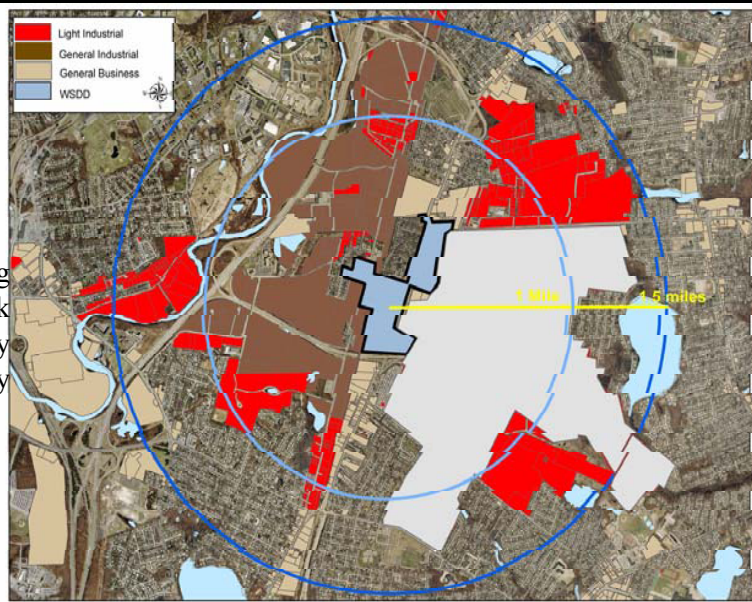 Light Industrial
General Industrial
General Business
WSDD
N
g
k
y
y
1 Mile
1.5 miles